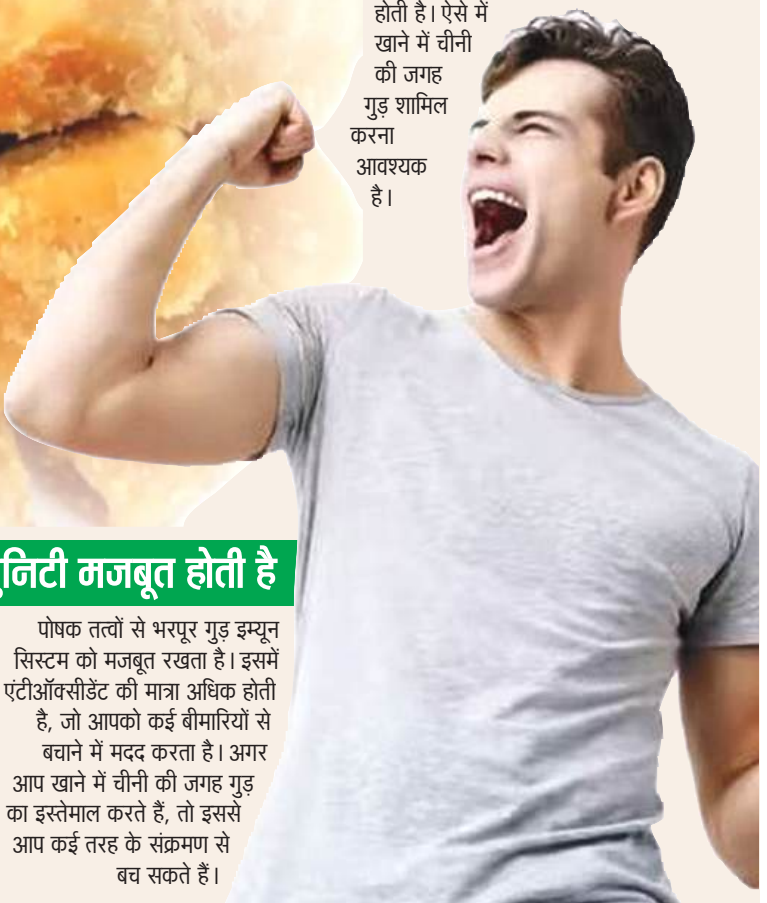 होती है। ऐसे में
खाने में चीनी
की जगह
गुड़ शामिल
करना
आवश्यक
है।
मजबूत होती है
पोषक तत्वों से भरपूर गुड़ इम्यून
सिस्टम को मजबूत रखता है। इसमें
एंटीऑक्सीडेंट की मात्रा अधिक होती
है, जो आपको कई बीमारियों से
बचाने में मदद करता है। अगर
आप खाने में चीनी की जगह गुड़
का इस्तेमाल करते हैं, तो इससे
आप कई तरह के संक्रमण से
बच सकते हैं।